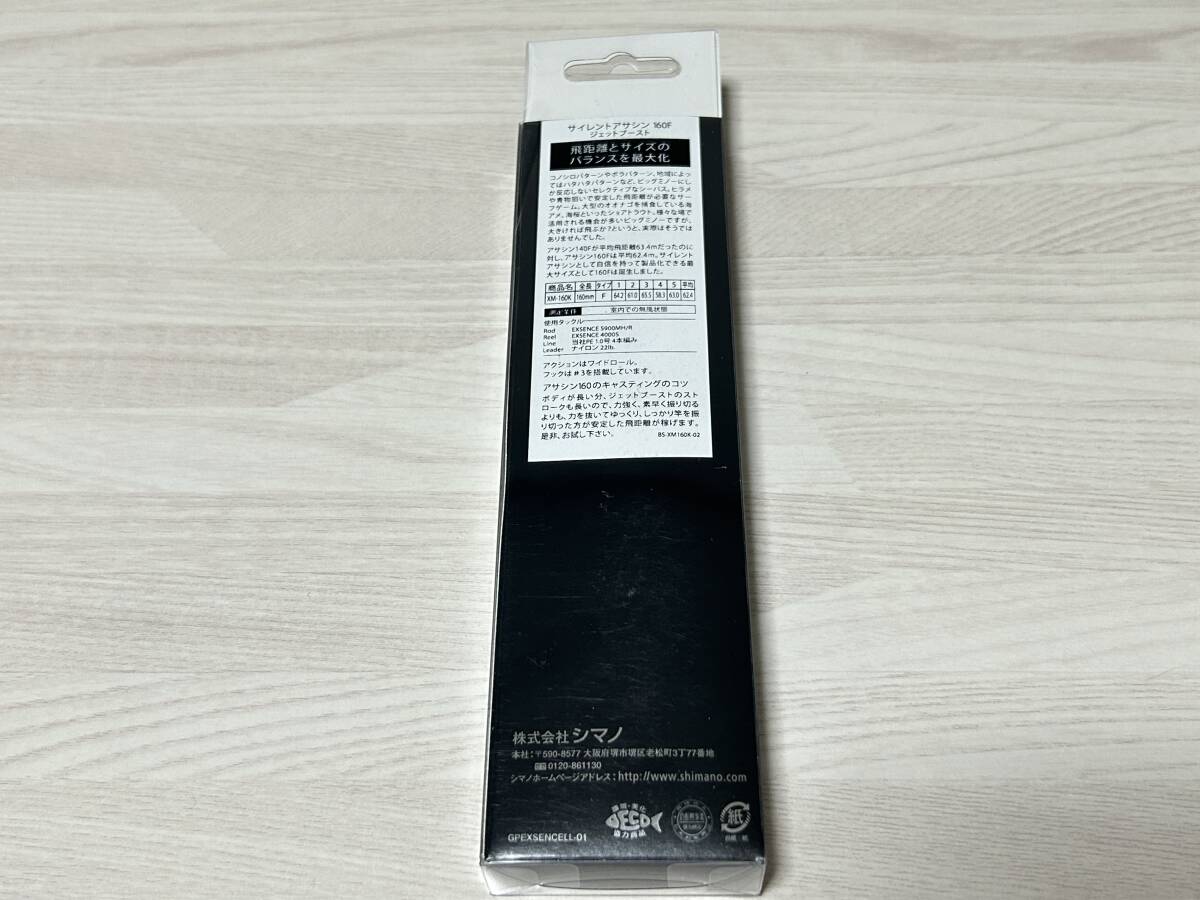 サイレントアサシン 160F
ジェットブースト
飛距離とサイズの
バランスを最大化
コノシロパターンやボラパターン、地域によっ
てはハタハタパターンなど、ビッグミノーにし
か反応しないセレクティブなシーバス。ヒラメ
や青物狙いで安定した飛距離が必要なサー
フゲーム。大型のオオナゴを捕食している海
アメ、海桜といったショアトラウト。様々な場で
活用される機会が多いビッグミノーですが、
大きければ飛ぶか?というと、実際はそうでは
ありませんでした。
アサシン140Fが平均飛距離63.4mだったのに
対し、アサシン160Fは平均62.4m。サイレント
アサシンとして自信を持って製品化できる最
大サイズとして160Fは誕生しました。
商品名 全長 タイプ 1 2 3 4 5 平均
XM-160K 160mm F 64.2 61.0 65.5 58.3 63.0 62.4
測定条件 室内での無風状態
使用タックル
Rod EXSENCE S900MH/R
Reel EXSENCE 4000S
Line 当社PE 1.0号 4本編み
Leader ナイロン 22lb.
アクションはワイドロール。
フックは#3を搭載しています。
アサシン160のキャスティングのコツ
ボディが長い分、ジェットブーストのスト
ロークも長いので、力強く、素早く振り切る
よりも、力を抜いてゆっくり、しっかり竿を振
り切った方が安定した飛距離が稼げます。
是非、お試し下さい。 BS-XM160K-02
株式会社 シマノ
本社:〒590-8577 大阪府堺市堺区老松町3丁77番地
0120-861130
シマノホームページアドレス:http://www.shimano.com
環境・美化
ECO
協力商品
紙
GPEXSENCELL-01